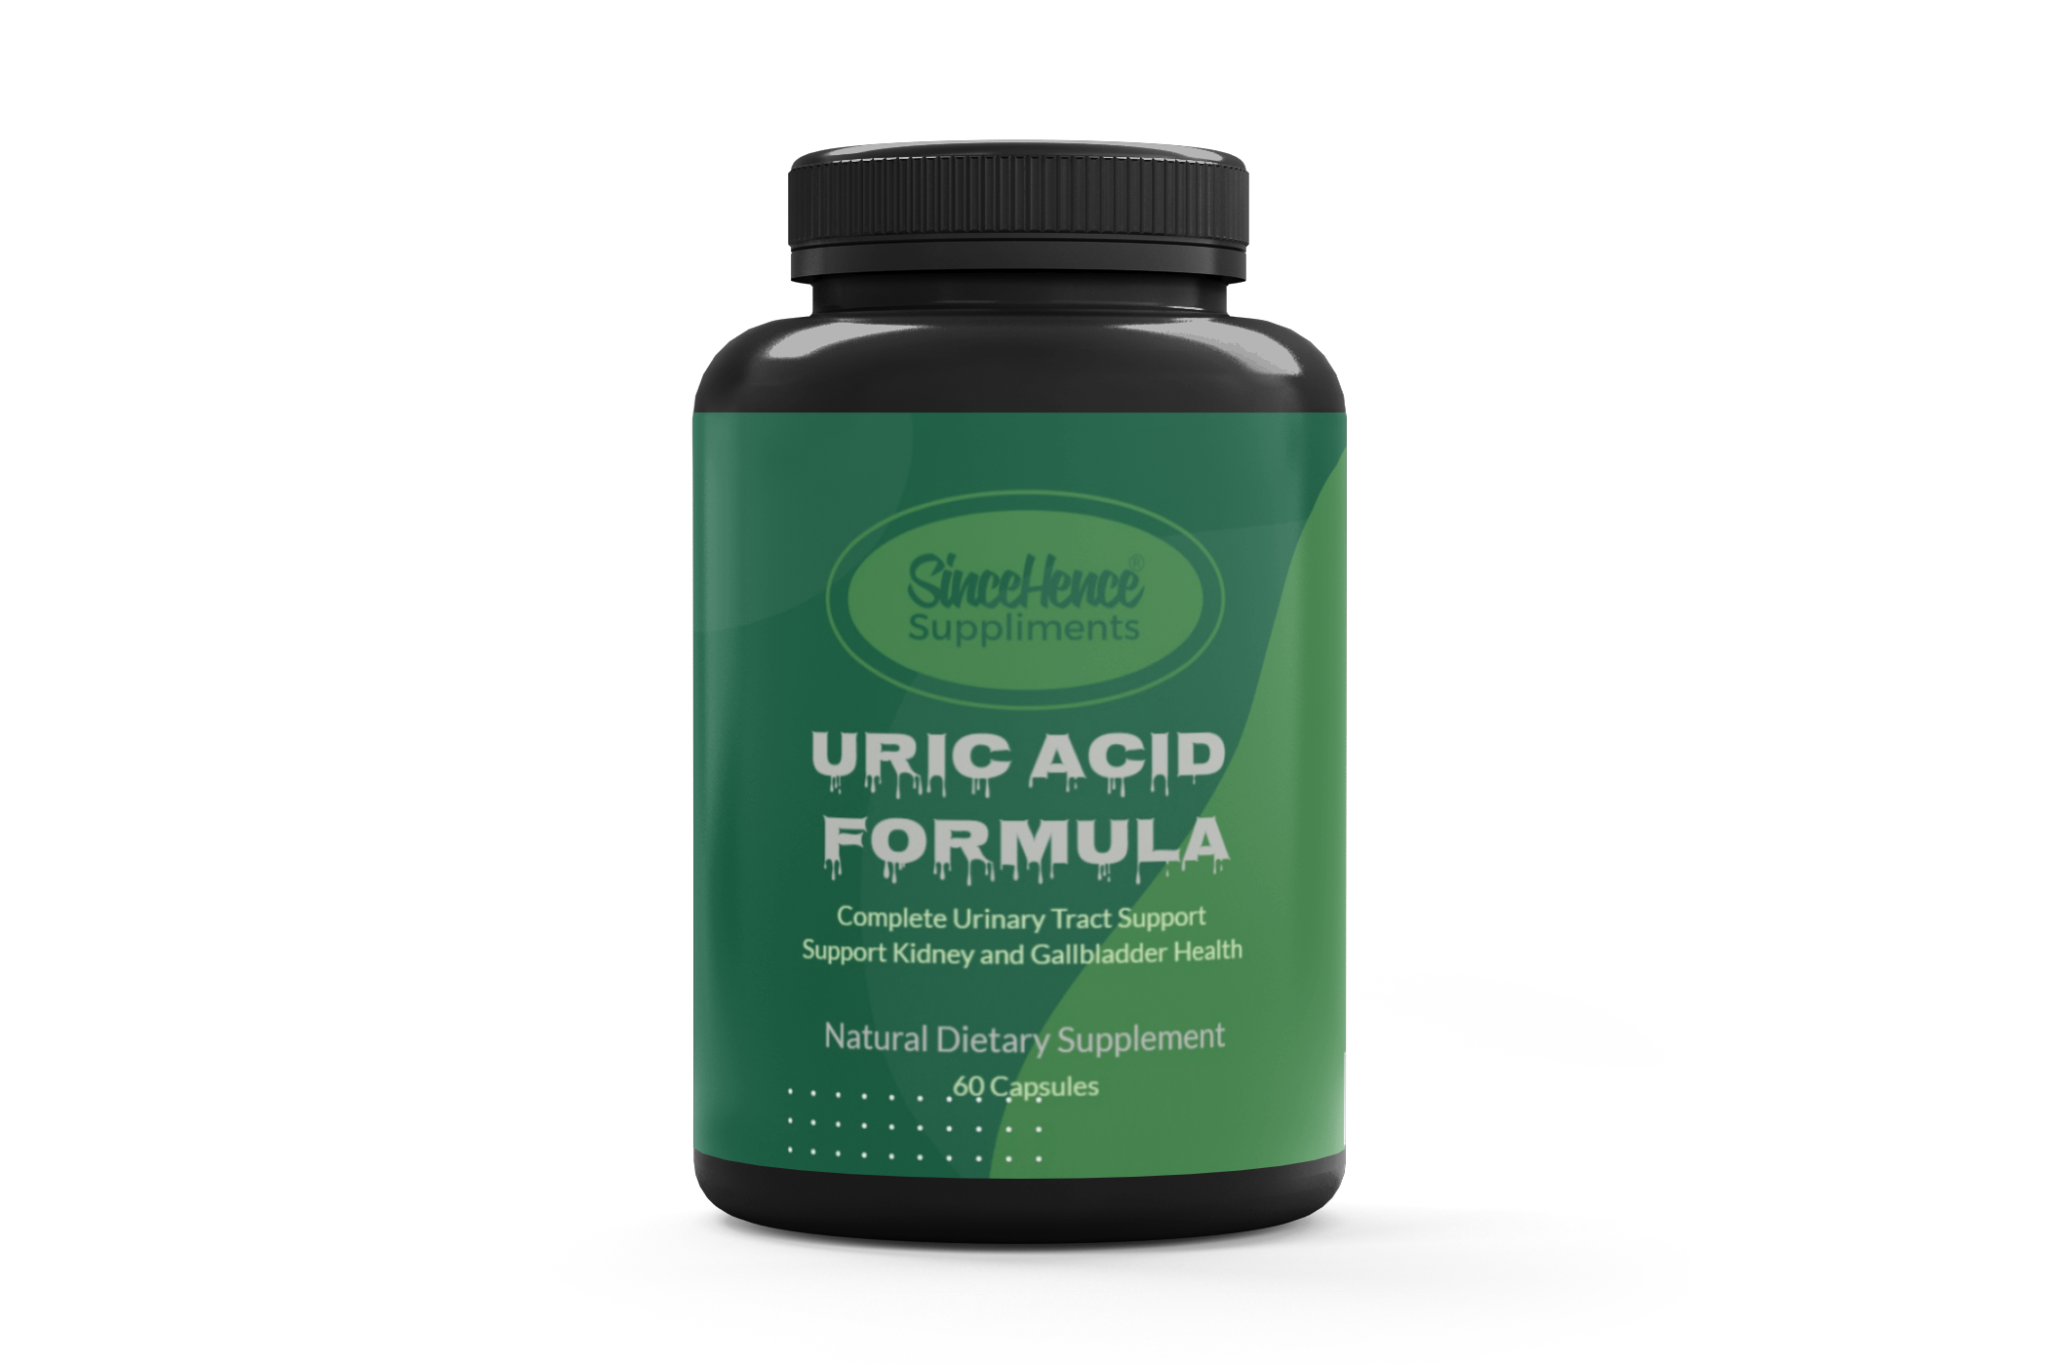 SinceHence®
Suppliments
URIC ACID
FORMULA
Complete Urinary Tract Support
Support Kidney and Gallbladder Health
Natural Dietary Supplement
60 Capsules